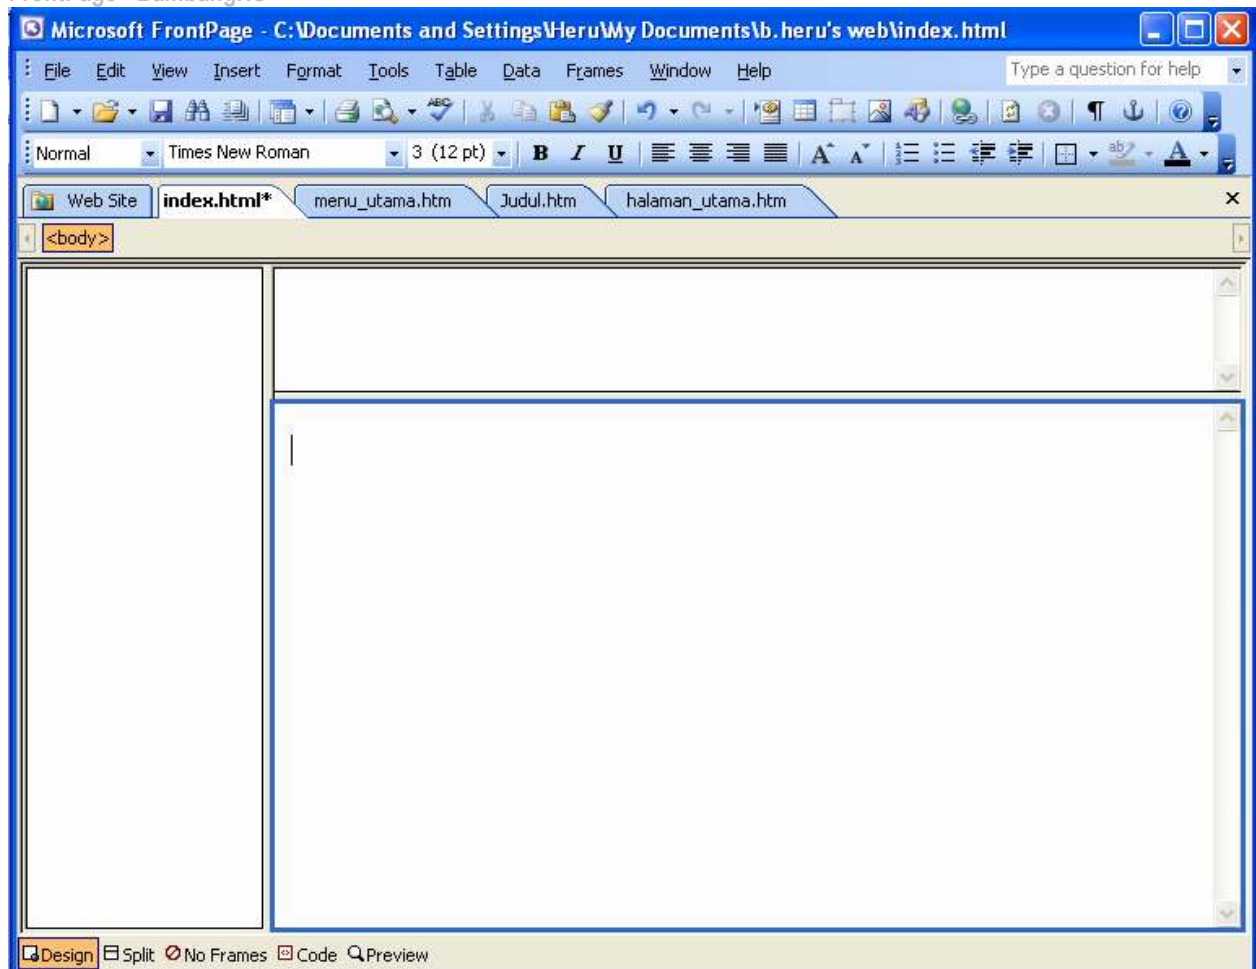 Microsoft FrontPage - C:\Documents and Settings\Heru\My Documents\b.heru's web\index.html
File Edit View Insert Format Tools Table Data Frames Window Help Type a question for help
Normal Times New Roman 3 (12 pt) B I U A A ab A
Web Site index.html* menu_utama.htm Judul.htm halaman_utama.htm
<body>
Design Split No Frames Code Preview